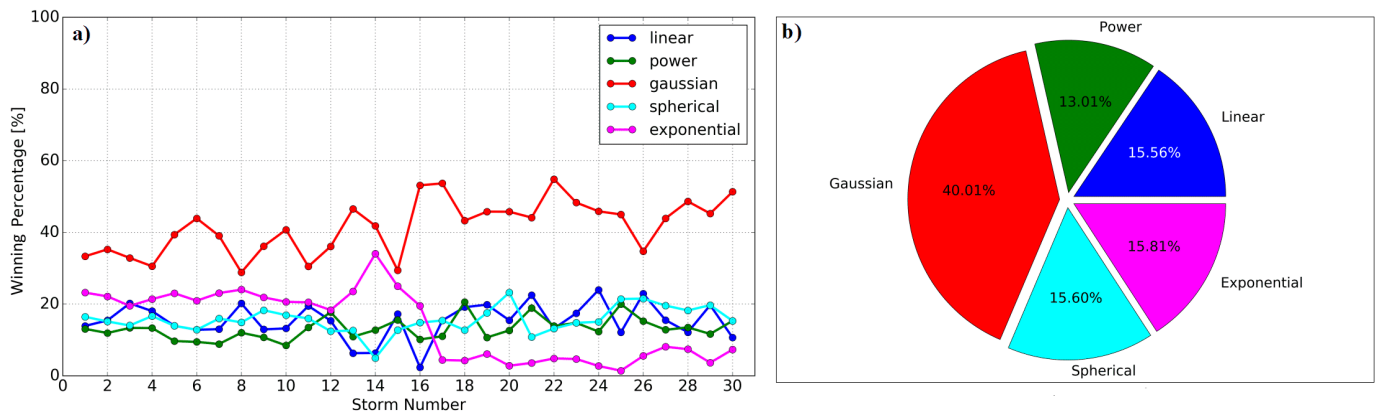 a)
100
80
60
40
20
0
Winning Percentage [%]
0 2 4 6 8 10 12 14 16 18 20 22 24 26 28 30
Storm Number
linear
power
gaussian
spherical
exponential
b)
Power
13.01%
Linear
15.56%
Gaussian
40.01%
15.81%
Exponential
15.60%
Spherical